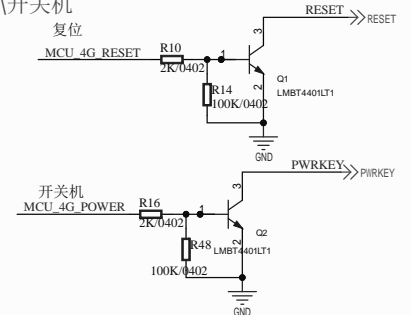 \开关机
复位
RESET
RESET
MCU_4G_RESET
R10
2K/0402
1
3
2
Q1
LMBT4401LT1
R14
100K/0402
GND
PWRKEY
PWRKEY
开关机
MCU_4G_POWER
R16
2K/0402
1
3
2
Q2
LMBT4401LT1
R48
100K/0402
GND